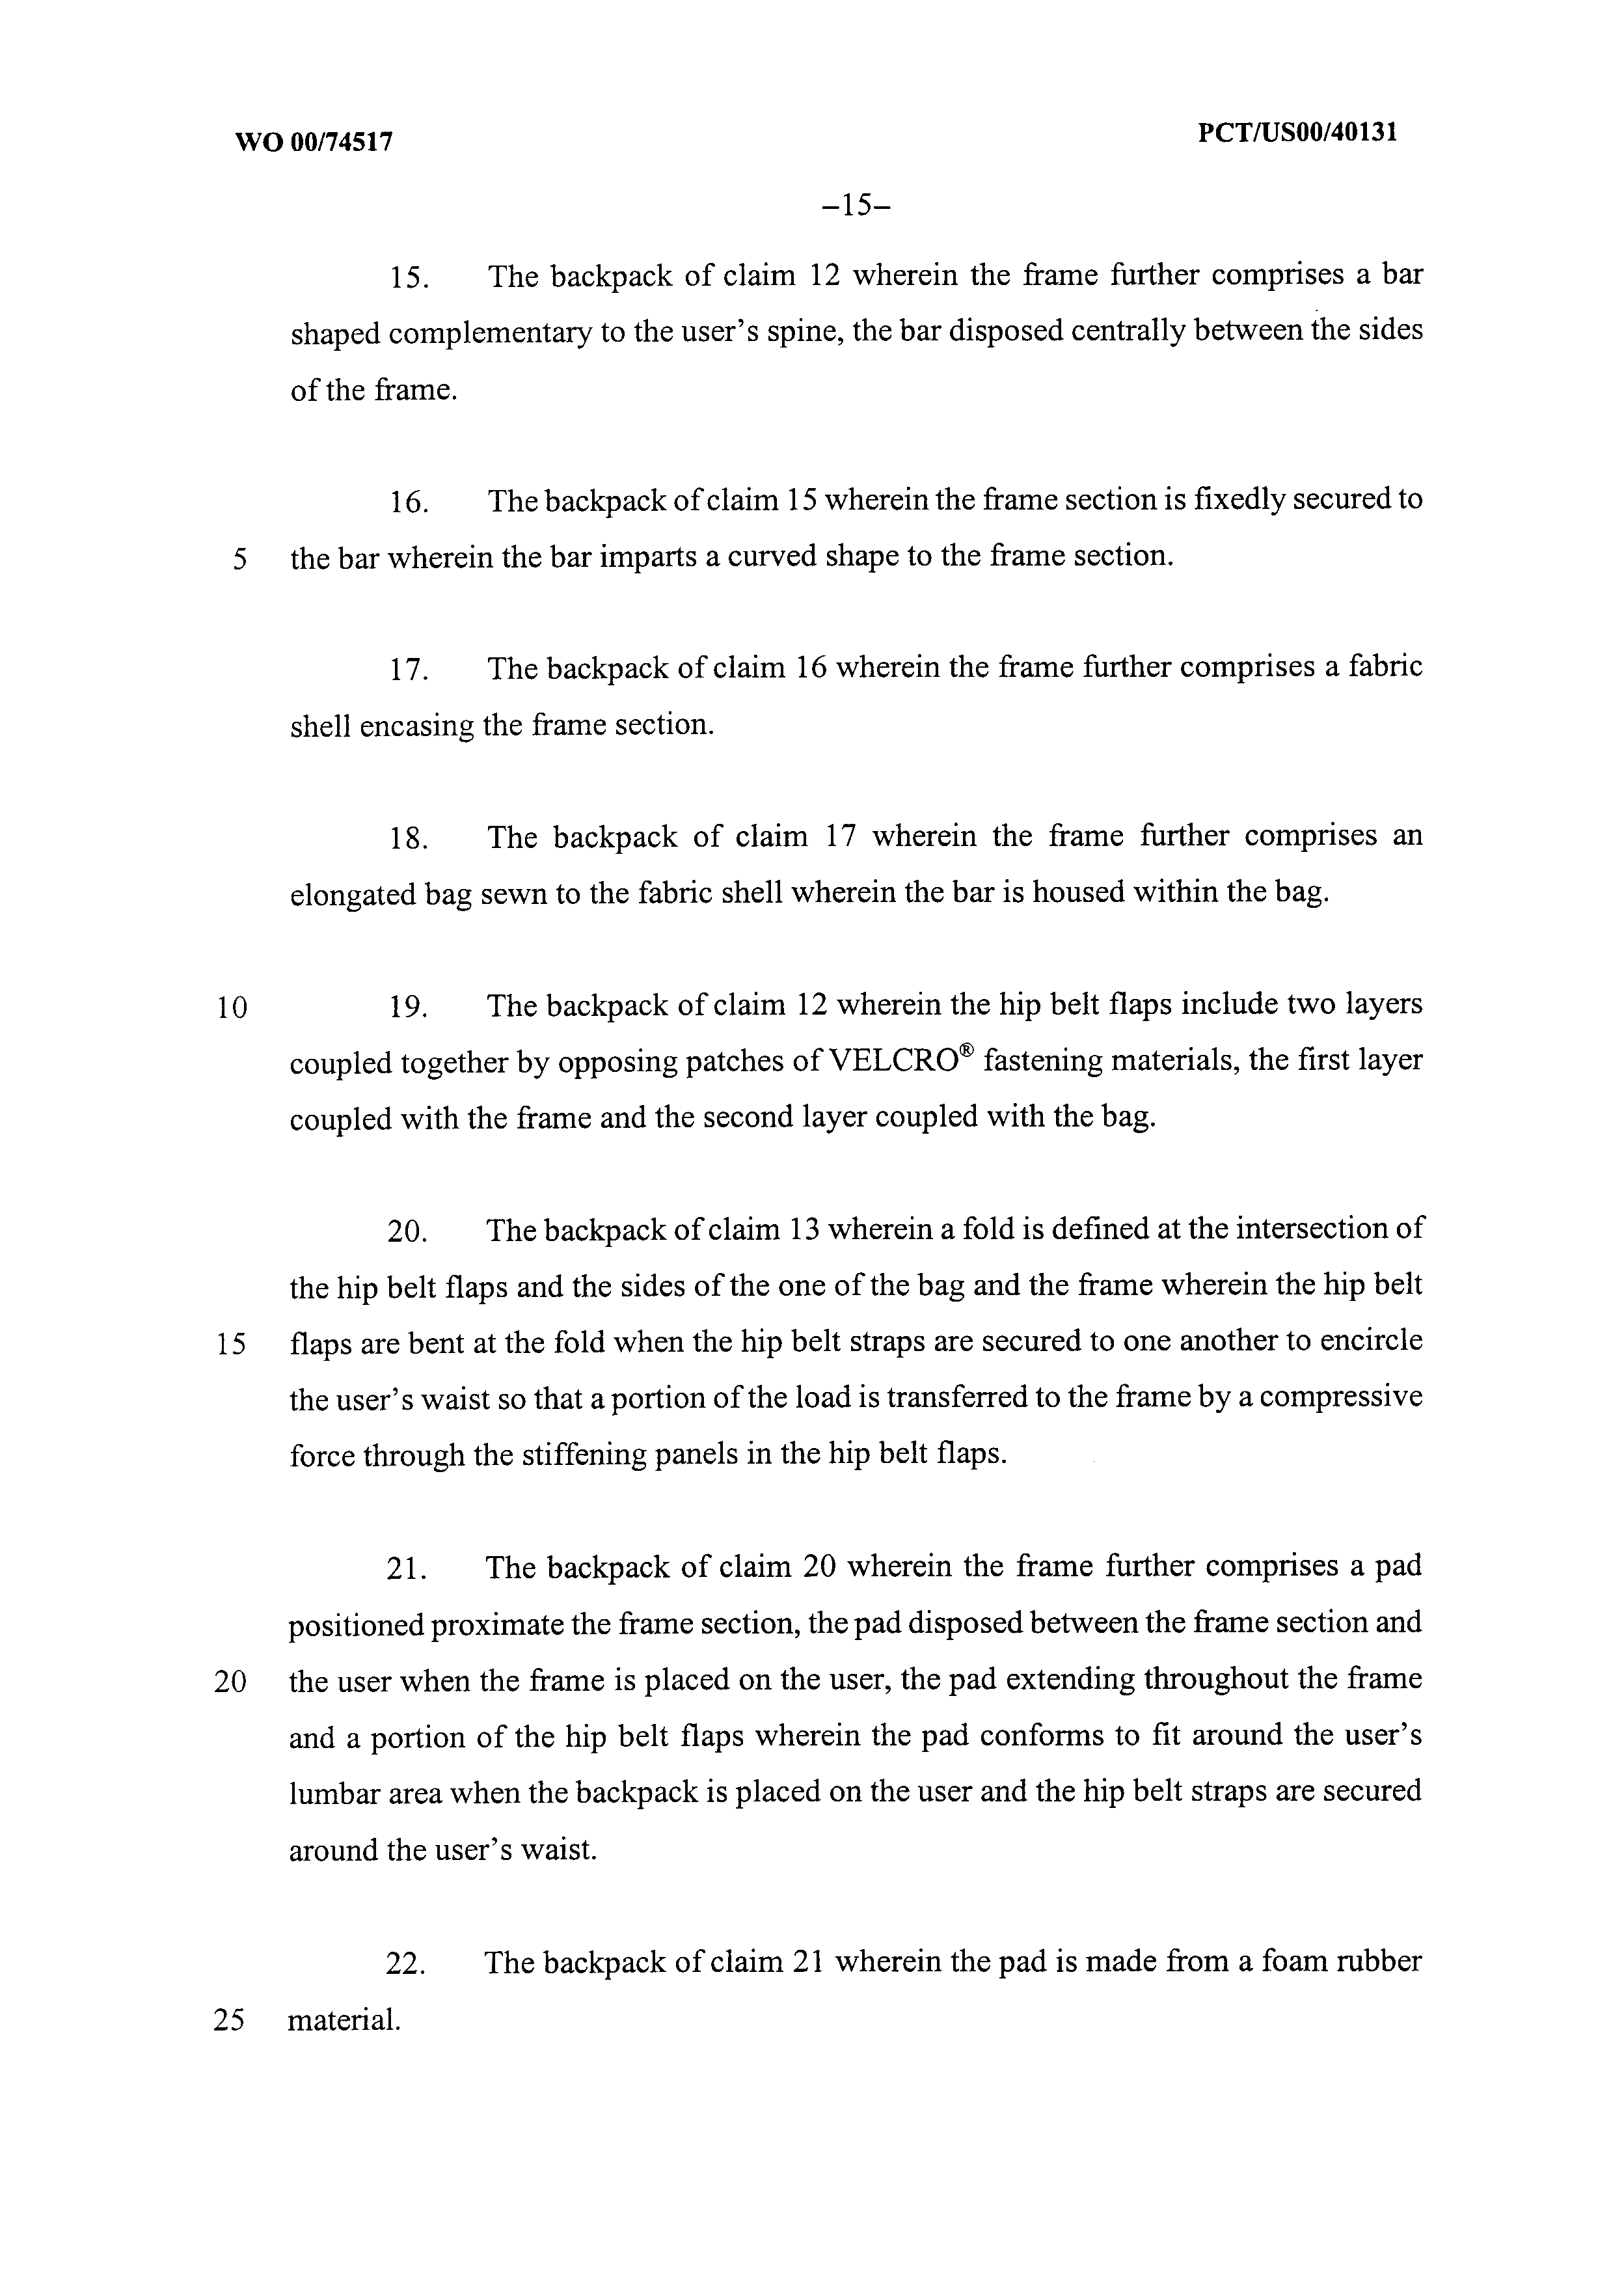 WO 00/74517
PCT/US00/40131
–15–
15. The backpack of claim 12 wherein the frame further comprises a bar
shaped complementary to the user's spine, the bar disposed centrally between the sides
of the frame.
16. The backpack of claim 15 wherein the frame section is fixedly secured to
5 the bar wherein the bar imparts a curved shape to the frame section.
17. The backpack of claim 16 wherein the frame further comprises a fabric
shell encasing the frame section.
18. The backpack of claim 17 wherein the frame further comprises an
elongated bag sewn to the fabric shell wherein the bar is housed within the bag.
10 19. The backpack of claim 12 wherein the hip belt flaps include two layers
coupled together by opposing patches of VELCRO® fastening materials, the first layer
coupled with the frame and the second layer coupled with the bag.
20. The backpack of claim 13 wherein a fold is defined at the intersection of
the hip belt flaps and the sides of the one of the bag and the frame wherein the hip belt
15 flaps are bent at the fold when the hip belt straps are secured to one another to encircle
the user's waist so that a portion of the load is transferred to the frame by a compressive
force through the stiffening panels in the hip belt flaps.
21. The backpack of claim 20 wherein the frame further comprises a pad
positioned proximate the frame section, the pad disposed between the frame section and
20 the user when the frame is placed on the user, the pad extending throughout the frame
and a portion of the hip belt flaps wherein the pad conforms to fit around the user's
lumbar area when the backpack is placed on the user and the hip belt straps are secured
around the user's waist.
22. The backpack of claim 21 wherein the pad is made from a foam rubber
25 material.